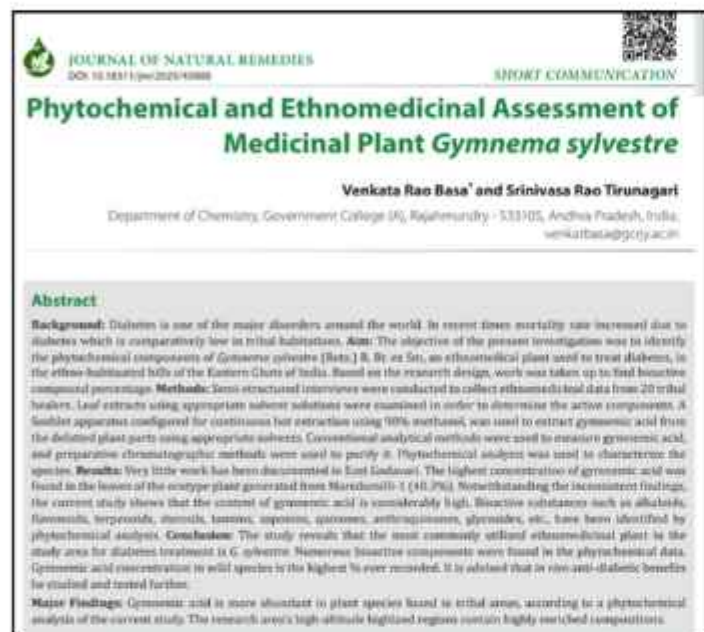 JOURNAL OF NATURAL REMEDIES
SHORT COMMUNICATION
Phytochemical and Ethnomedicinal Assessment of
Medicinal Plant Gymnema sylvestre
Venkata Rao Basa* and Srinivasa Rao Tirunagari
Department of Chemistry, Government College (A), Rajahmundry - 533105, Andhra Pradesh, India;
venkatbasa@gcrjy.ac.in
Abstract
Background: Diabetes is one of the major disorders around the world. In recent times mortality rate increased due to
diabetes which is comparatively low in tribal habitations. Aim: The objective of the present investigation was to identify
the phytochemical components of Gymnema sylvestre (Retz.) R. Br. ex Sm, an ethnomedical plant used to treat diabetes, in
the ethno-habituated hills of the Eastern Ghats of India. Based on the research design, work was taken up to find bioactive
compound percentage. Methods: Semi-structured interviews were conducted to collect ethnomedicinal data from 20 tribal
healers. Leaf extracts using appropriate solvent solutions were examined in order to determine the active components. A
Soxhlet apparatus configured for continuous hot extraction using 90% methanol, was used to extract gymnemic acid from
the defatted plant parts using appropriate solvents. Conventional analytical methods were used to measure gymnemic acid,
and preparative chromatographic methods were used to purify it. Phytochemical analysis was used to characterize the
species. Results: Very little work has been documented in East Godavari. The highest concentration of gymnemic acid was
found in the leaves of the ecotype plant generated from Maredumilli-1 Notwithstanding the inconsistent findings,
the current study shows that the content of gymnemic acid is considerably high. Bioactive substances such as alkaloids,
flavonoids, terpenoids, steroids, tannins, saponins, quinones, anthraquinones, glycosides, etc., have been identified by
phytochemical analysis. Conclusion: The study reveals that the most commonly utilized ethnomedicinal plant in the
study area for diabetes treatment is G. sylvestre. Numerous bioactive components were found in the phytochemical data.
Gymnemic acid concentration in wild species is the highest % ever recorded. It is advised that in vivo anti-diabetic benefits
be studied and tested further.
Major Findings: Gymnemic acid is more abundant in plant species found in tribal areas, according to a phytochemical
analysis of the current study. The research area's high-altitude highland regions contain highly enriched compositions.